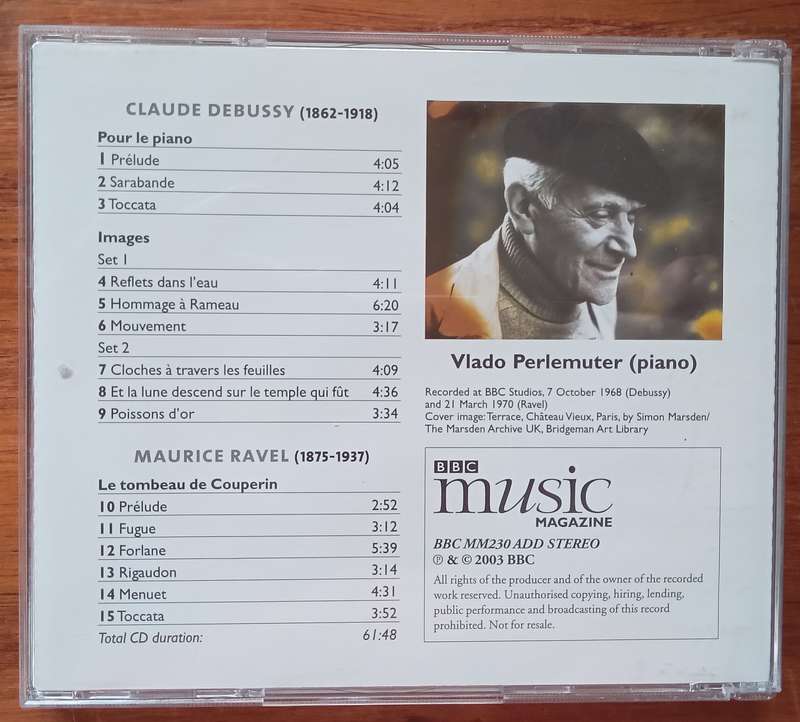 CLAUDE DEBUSSY (1862-1918)
Pour le piano
1 Prélude 4:05
2 Sarabande 4:12
3 Toccata 4:04
Images
Set 1
4 Reflets dans l'eau 4:11
5 Hommage à Rameau 6:20
6 Mouvement 3:17
Set 2
7 Cloches à travers les feuilles 4:09
8 Et la lune descend sur le temple qui fût 4:36
9 Poissons d'or 3:34
MAURICE RAVEL (1875-1937)
Le tombeau de Couperin
10 Prélude 2:52
11 Fugue 3:12
12 Forlane 5:39
13 Rigaudon 3:14
14 Menuet 4:31
15 Toccata 3:52
Total CD duration: 61:48
Vlado Perlemuter (piano)
Recorded at BBC Studios, 7 October 1968 (Debussy)
and 21 March 1970 (Ravel)
Cover image: Terrace, Château Vieux, Paris, by Simon Marsden/
The Marsden Archive UK, Bridgeman Art Library
BBC
music
MAGAZINE
BBC MM230 ADD STEREO
℗ & © 2003 BBC
All rights of the producer and of the owner of the recorded
work reserved. Unauthorised copying, hiring, lending,
public performance and broadcasting of this record
prohibited. Not for resale.